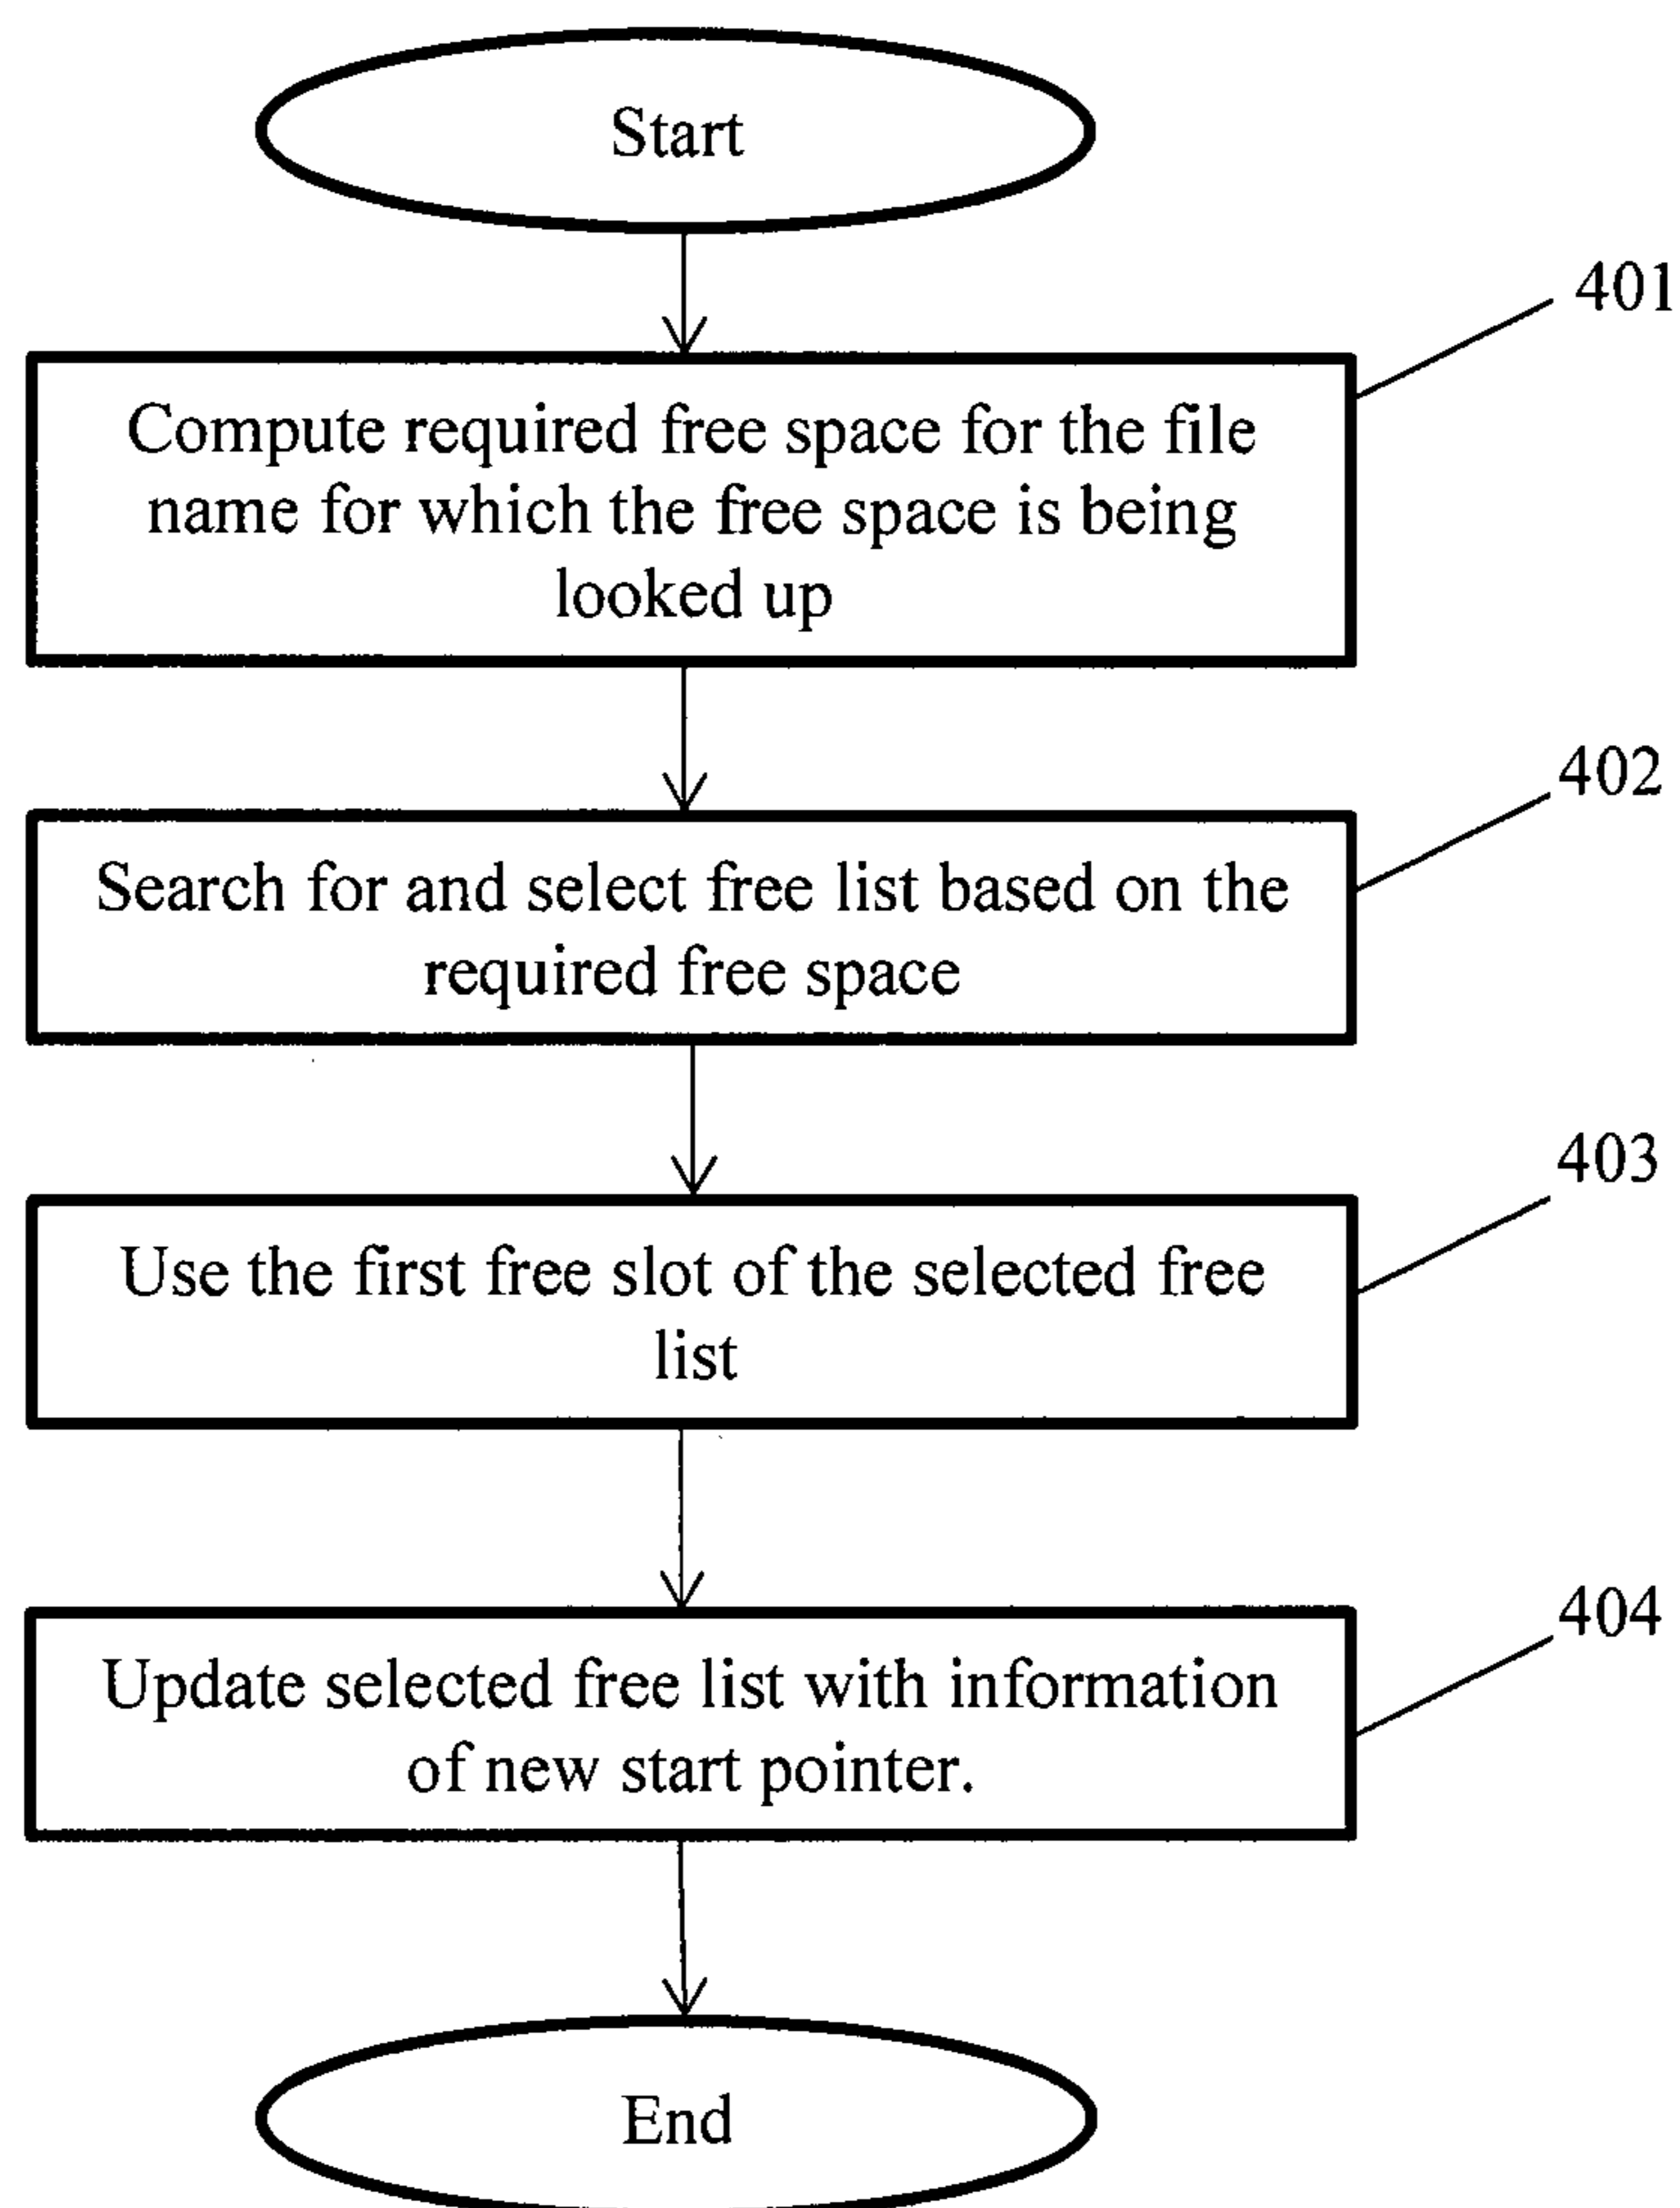 Start
401
Compute required free space for the file
name for which the free space is being
looked up
402
Search for and select free list based on the
required free space
403
Use the first free slot of the selected free
list
404
Update selected free list with information
of new start pointer.
End